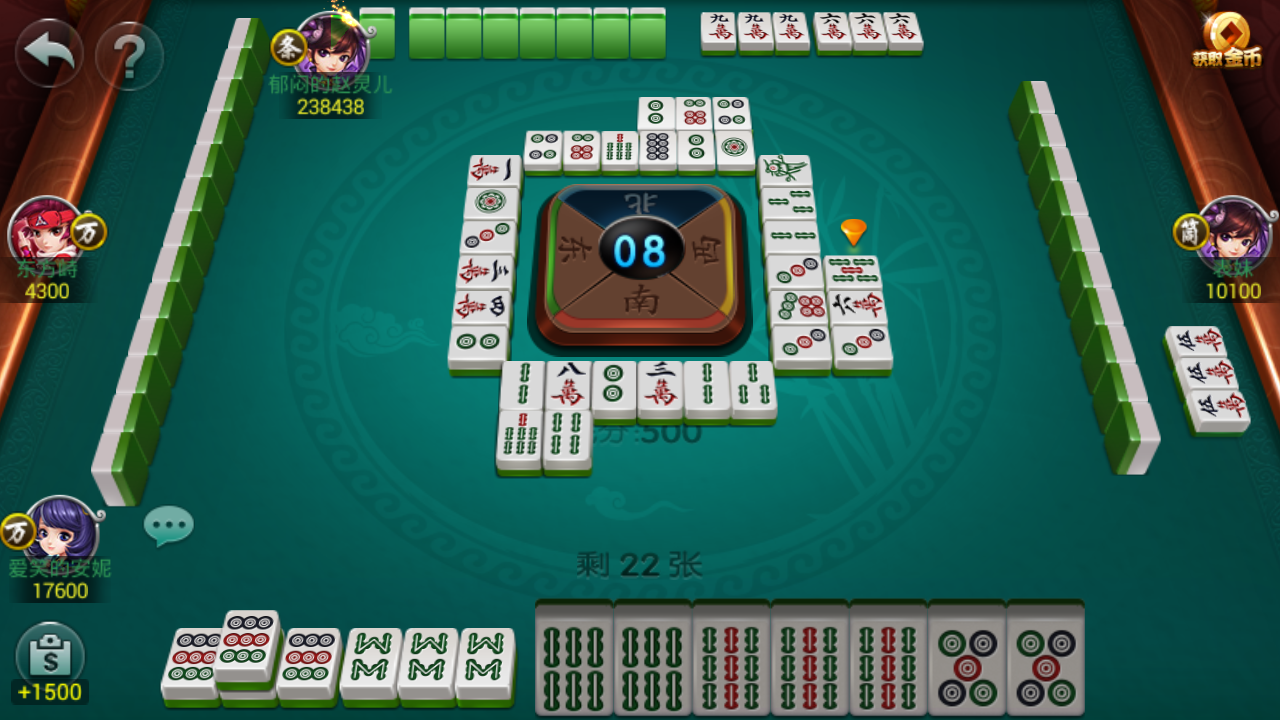 ?
条
郁闷的赵灵儿
238438
九萬 九萬 九萬 六萬 六萬 六萬
获取金币
万
东方莳
4300
筒
裴妹
10100
一萬
三萬
四萬
六萬
伍萬
伍萬
伍萬
北
东 08 西
南
八萬 三萬
分:500
万
爱笑的安妮
17600
剩 22 张
$
+1500